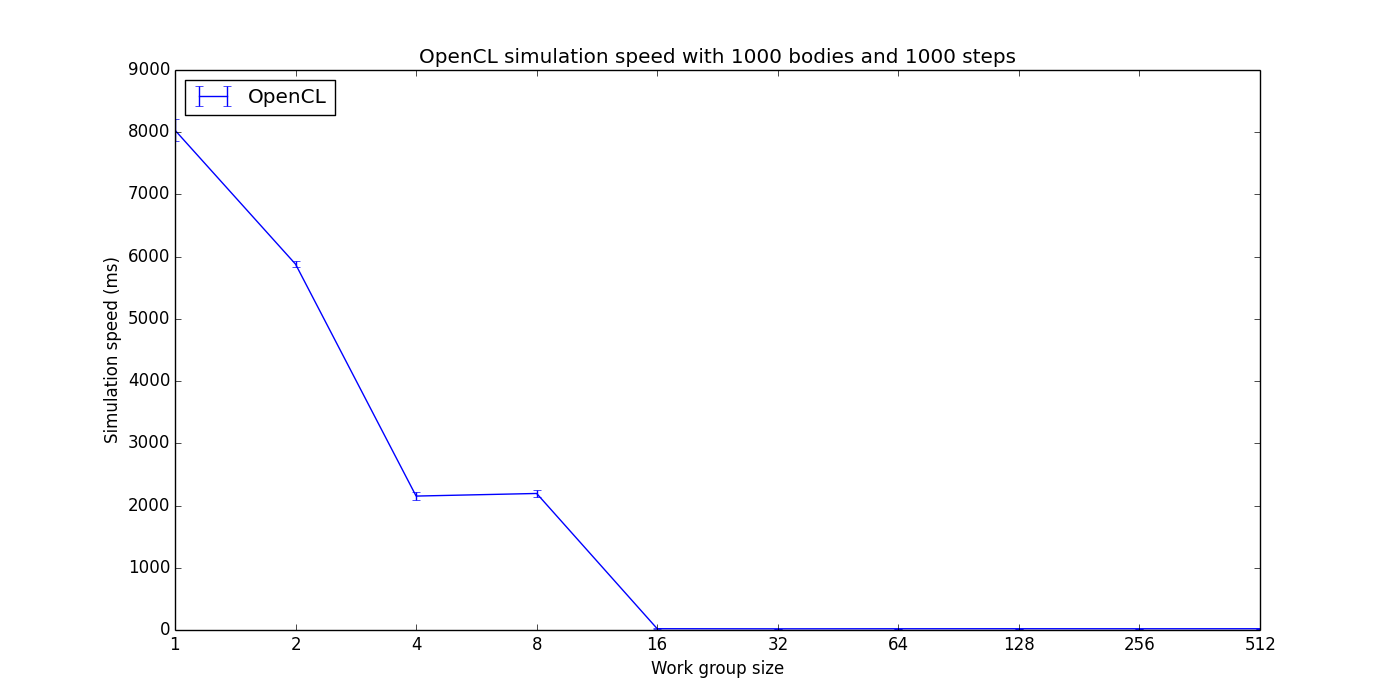 OpenCL simulation speed with 1000 bodies and 1000 steps
OpenCL
9000
8000
7000
6000
5000
4000
3000
2000
1000
0
Simulation speed (ms)
1 2 4 8 16 32 64 128 256 512
Work group size